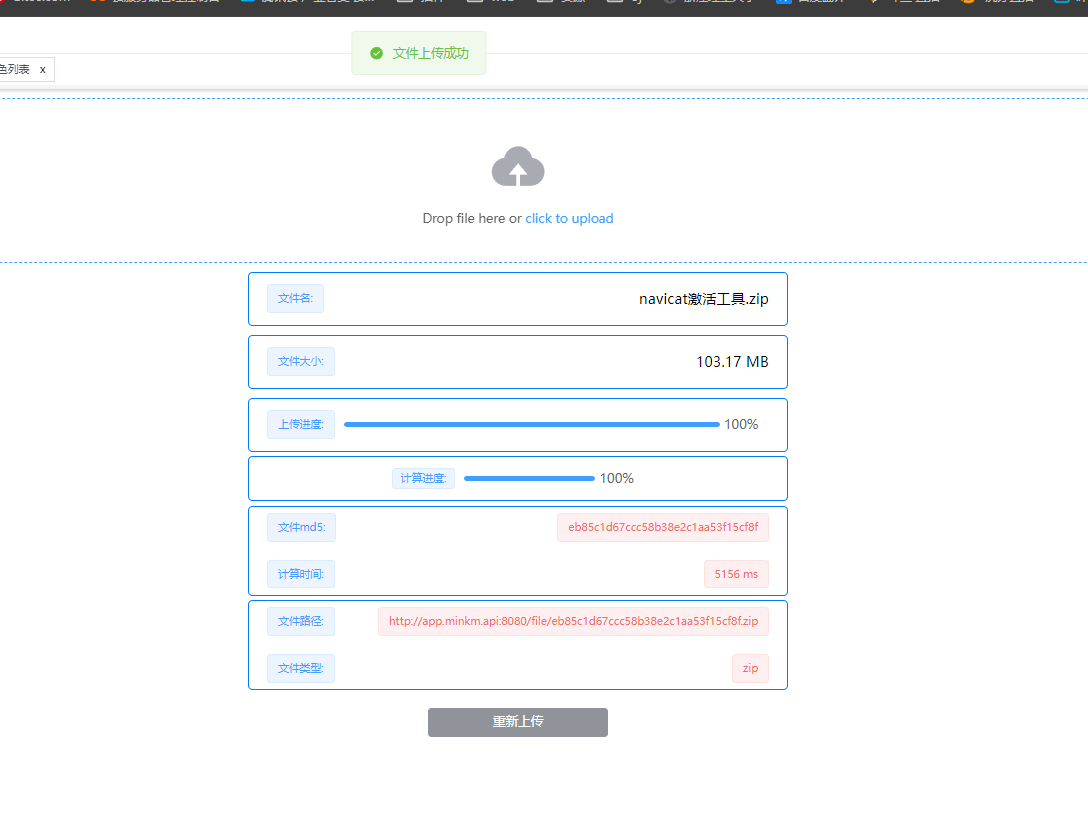 文件上传成功
色列表 x
Drop file here or click to upload
文件名: navicat激活工具.zip
文件大小: 103.17 MB
上传进度: 100%
计算进度: 100%
文件md5: eb85c1d67ccc58b38e2c1aa53f15cf8f
计算时间: 5156 ms
文件路径: http://app.minkm.api:8080/file/eb85c1d67ccc58b38e2c1aa53f15cf8f.zip
文件类型: zip
重新上传